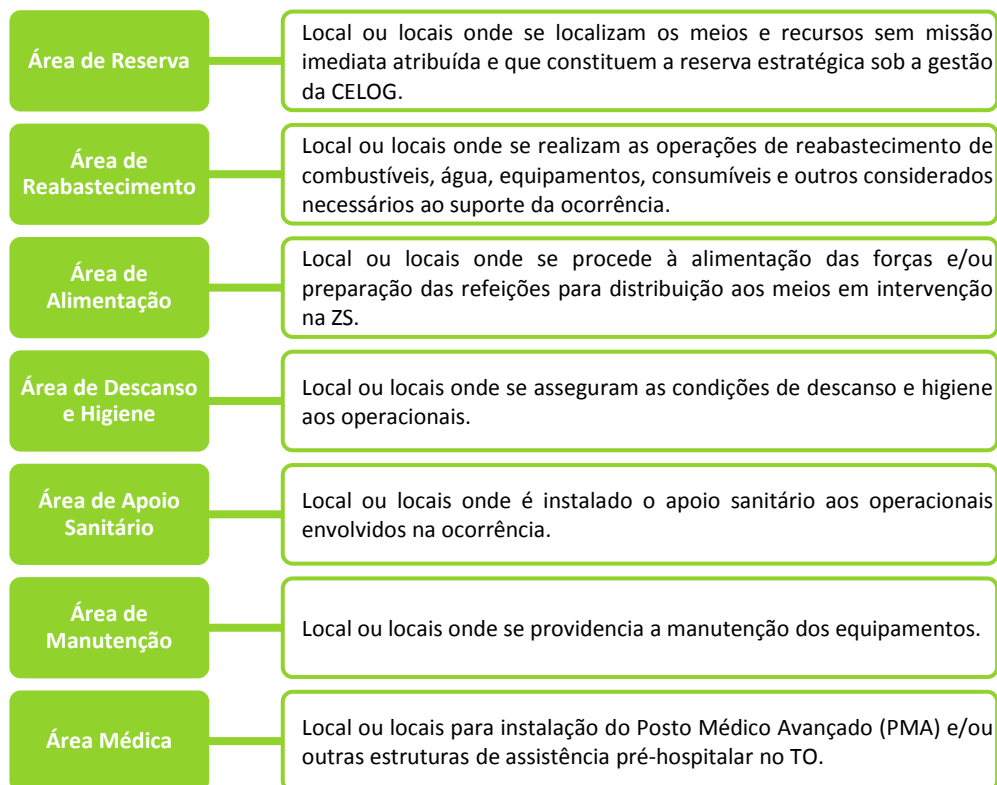 Área de Reserva
Local ou locais onde se localizam os meios e recursos sem missão
imediata atribuída e que constituem a reserva estratégica sob a gestão
da CELOG.
Área de
Reabastecimento
Local ou locais onde se realizam as operações de reabastecimento de
combustíveis, água, equipamentos, consumíveis e outros considerados
necessários ao suporte da ocorrência.
Área de
Alimentação
Local ou locais onde se procede à alimentação das forças e/ou
preparação das refeições para distribuição aos meios em intervenção
na ZS.
Área de Descanso
e Higiene
Local ou locais onde se asseguram as condições de descanso e higiene
aos operacionais.
Área de Apoio
Sanitário
Local ou locais onde é instalado o apoio sanitário aos operacionais
envolvidos na ocorrência.
Área de
Manutenção
Local ou locais onde se providencia a manutenção dos equipamentos.
Área Médica
Local ou locais para instalação do Posto Médico Avançado (PMA) e/ou
outras estruturas de assistência pré-hospitalar no TO.